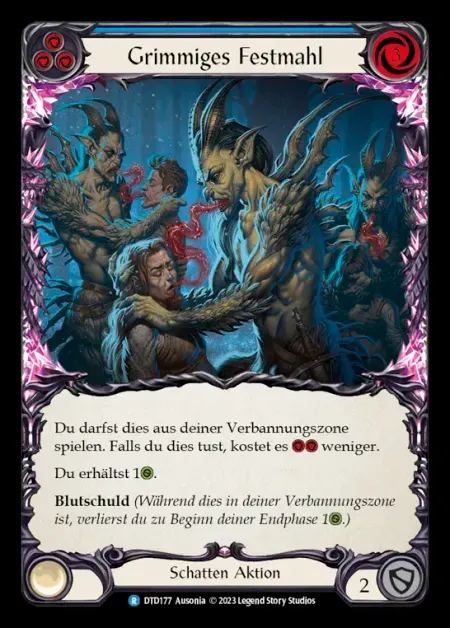 Grimmiges Festmahl
3
Du darfst dies aus deiner Verbannungszone
spielen. Falls du dies tust, kostet es weniger.
Du erhältst 1.
Blutschuld (Während dies in deiner Verbannungszone
ist, verlierst du zu Beginn deiner Endphase 1.)
Schatten Aktion
2
R DTD177 Ausonia © 2023 Legend Story Studios